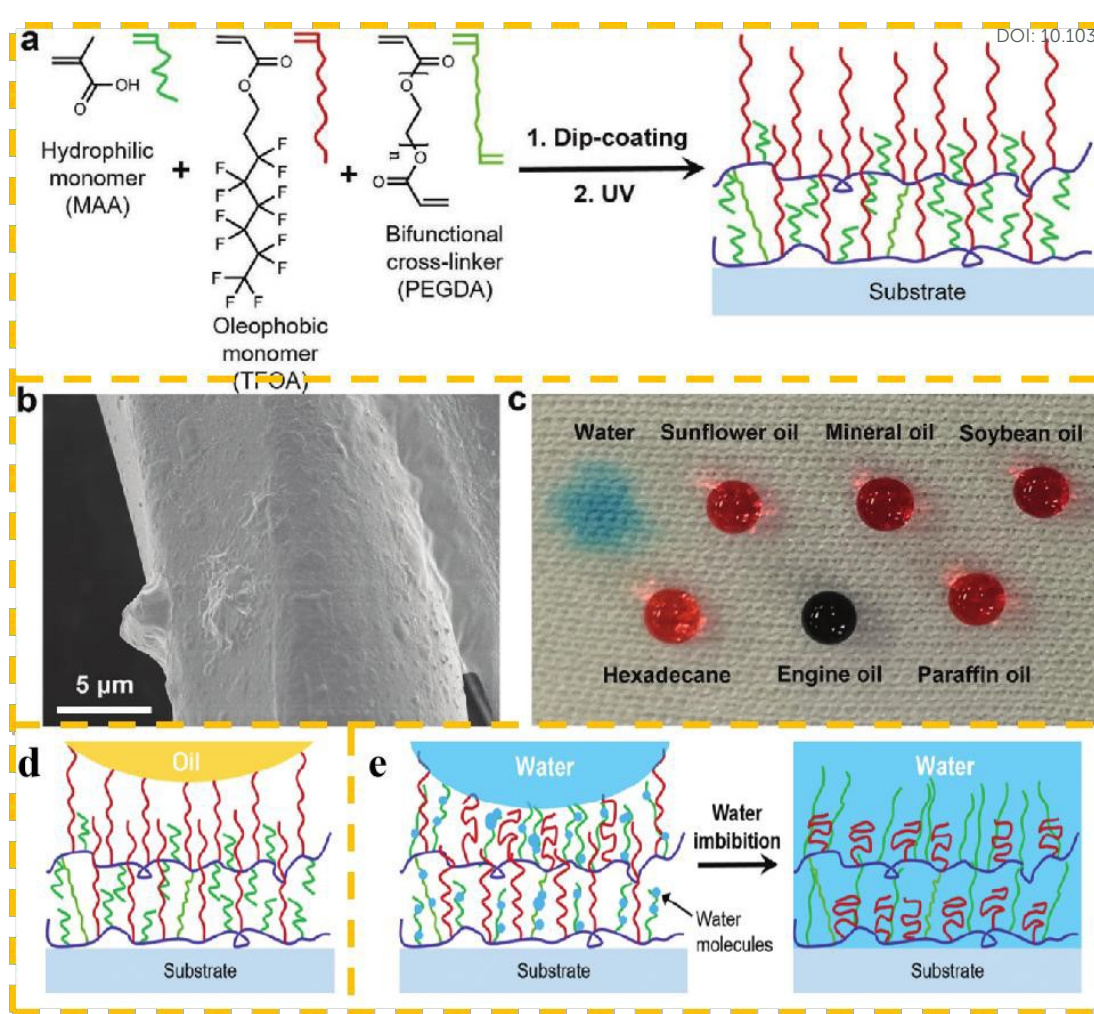 a
DOI: 10.103
OH
O
Hydrophilic
monomer
(MAA)
+
O
O
F
F
F
F
F
F
F
F
F
F
F
F
F
Oleophobic
monomer
(TFOA)
+
O
O
n
O
O
Bifunctional
cross-linker
(PEGDA)
1. Dip-coating
2. UV
Substrate
b
5 µm
c
Water Sunflower oil Mineral oil Soybean oil
Hexadecane Engine oil Paraffin oil
d
Oil
Substrate
e
Water
Water
molecules
Substrate
Water
imbibition
Water
Substrate